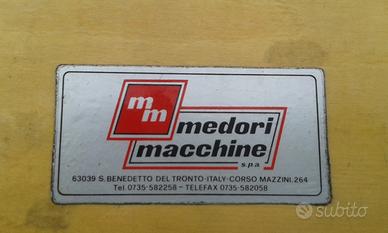 mm
medori
macchine
s.p.a
63039 S.BENEDETTO DEL TRONTO-ITALY-CORSO MAZZINI.264
Tel.0735-582258-TELEFAX 0735-582058
subito